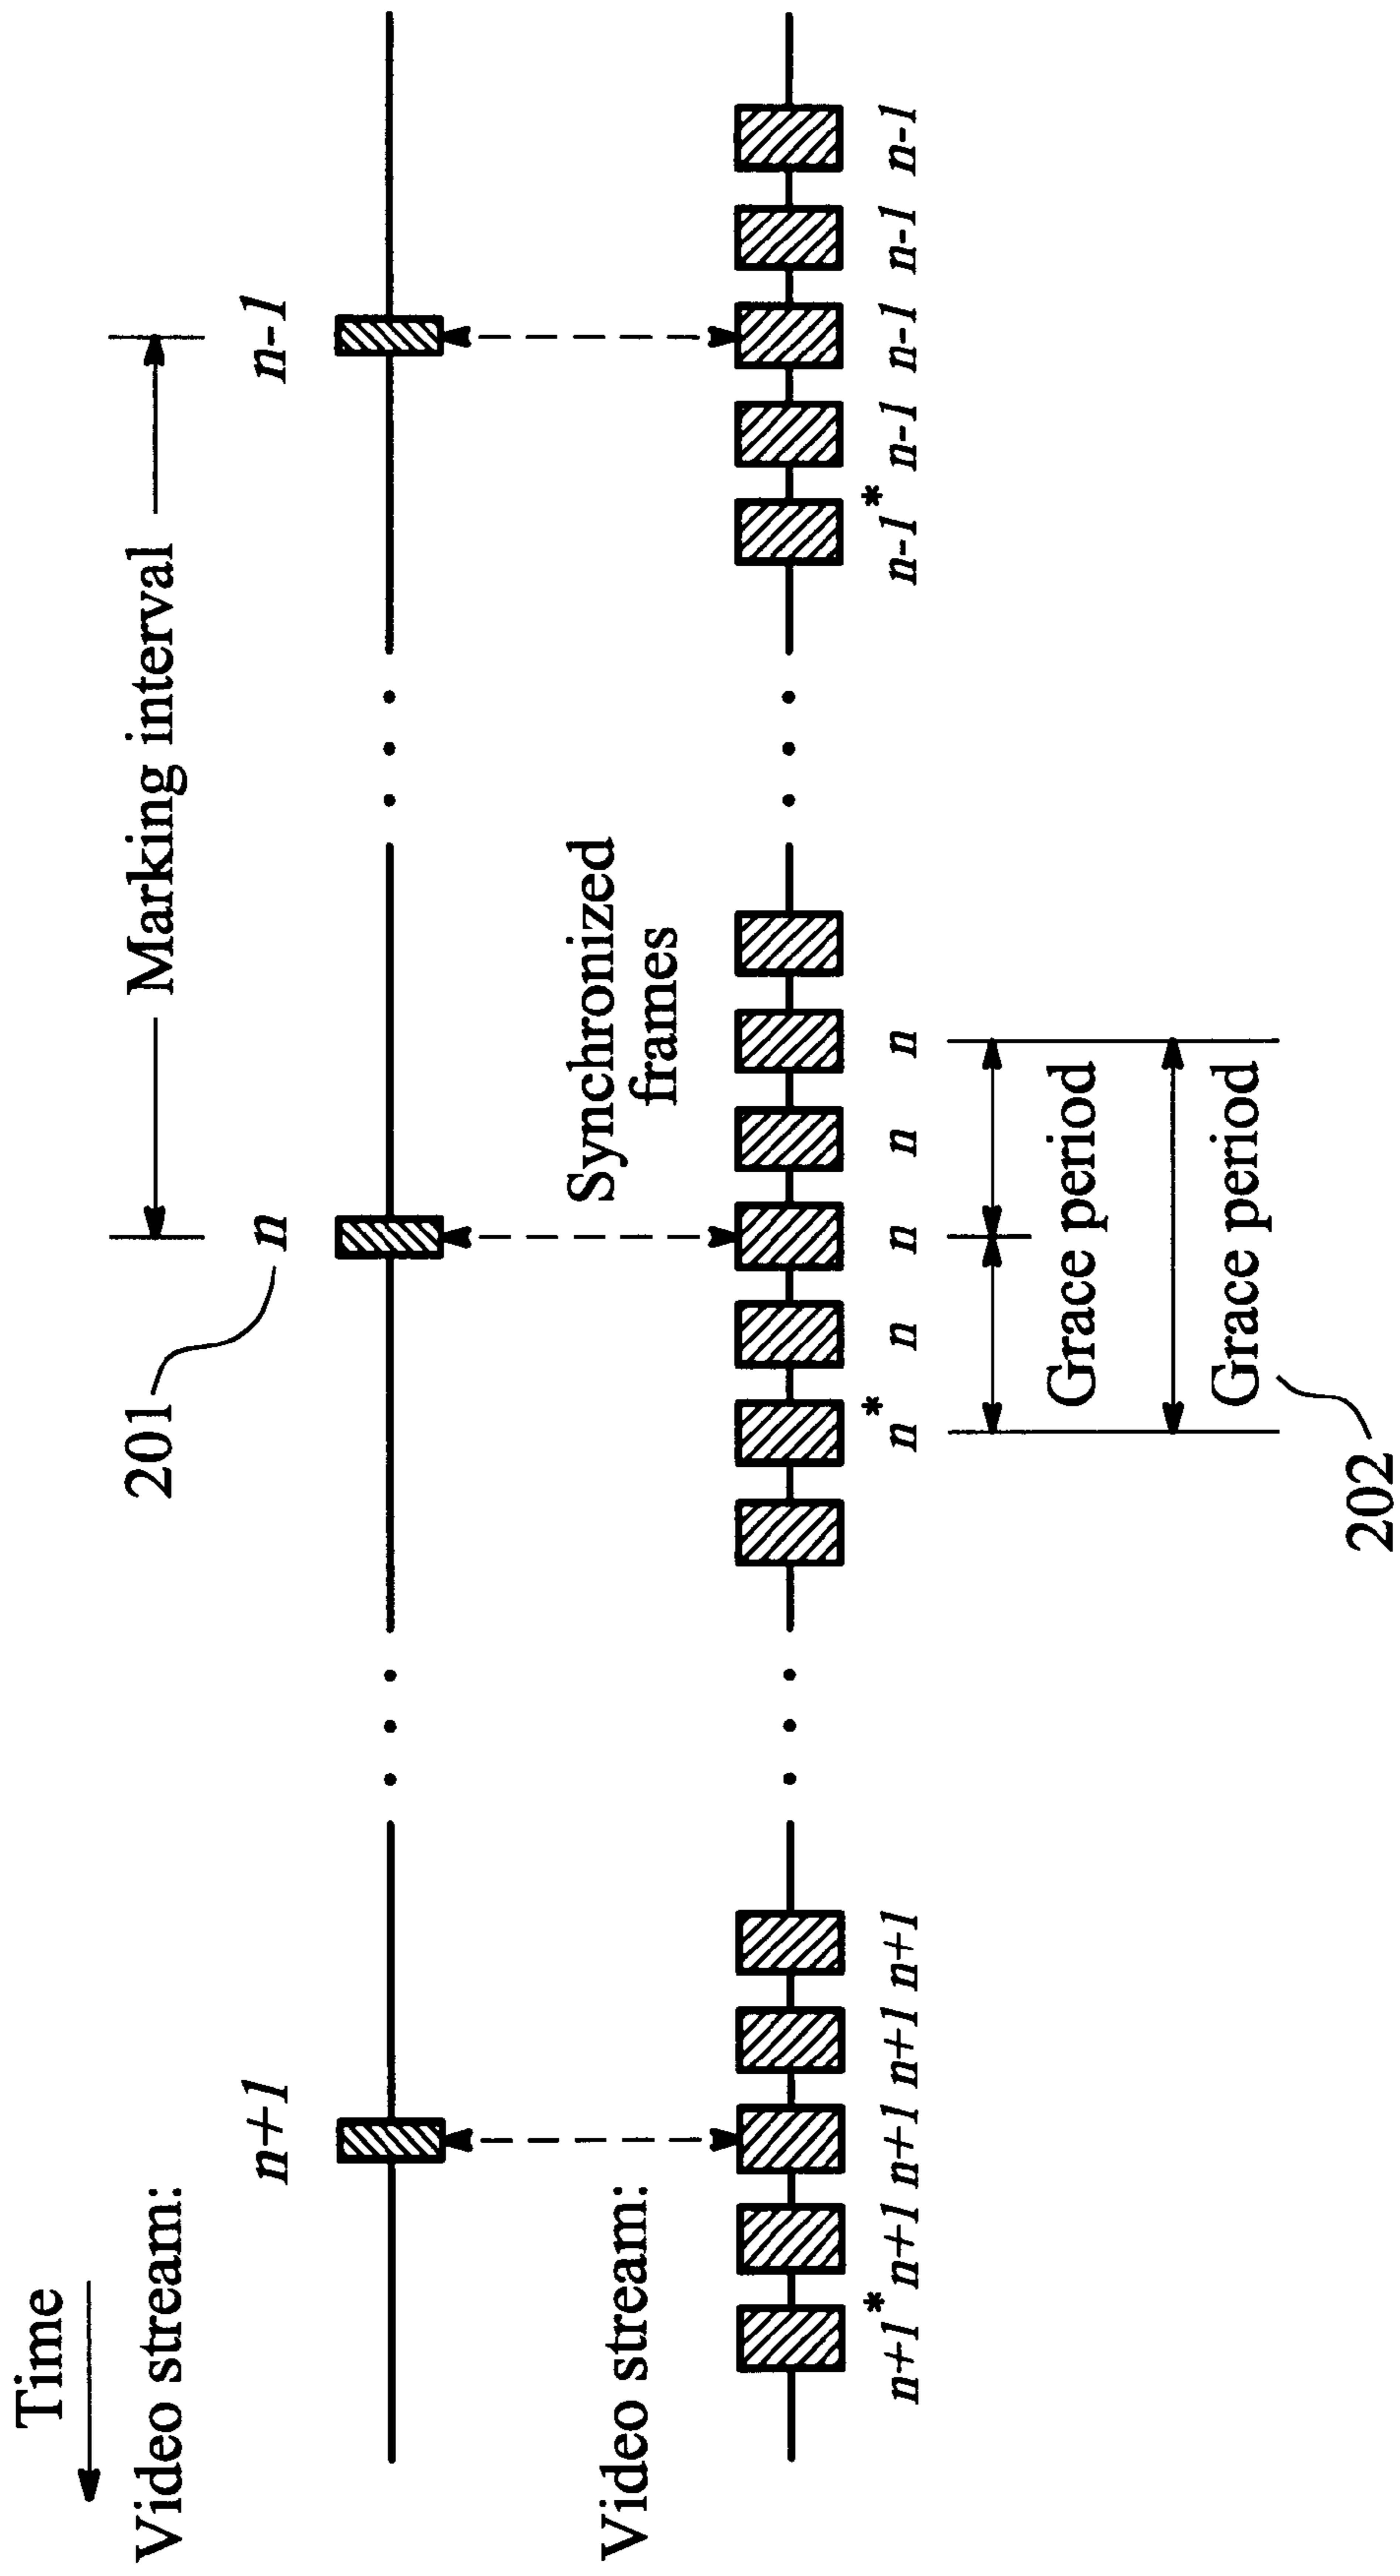 Time
Video stream:
Marking interval
201
n+1
n
n-1
Synchronized
frames
Video stream:
n+1* n+1 n+1 n+1 n+1
n* n n n n
n-1* n-1 n-1 n-1 n-1
Grace period
Grace period
202